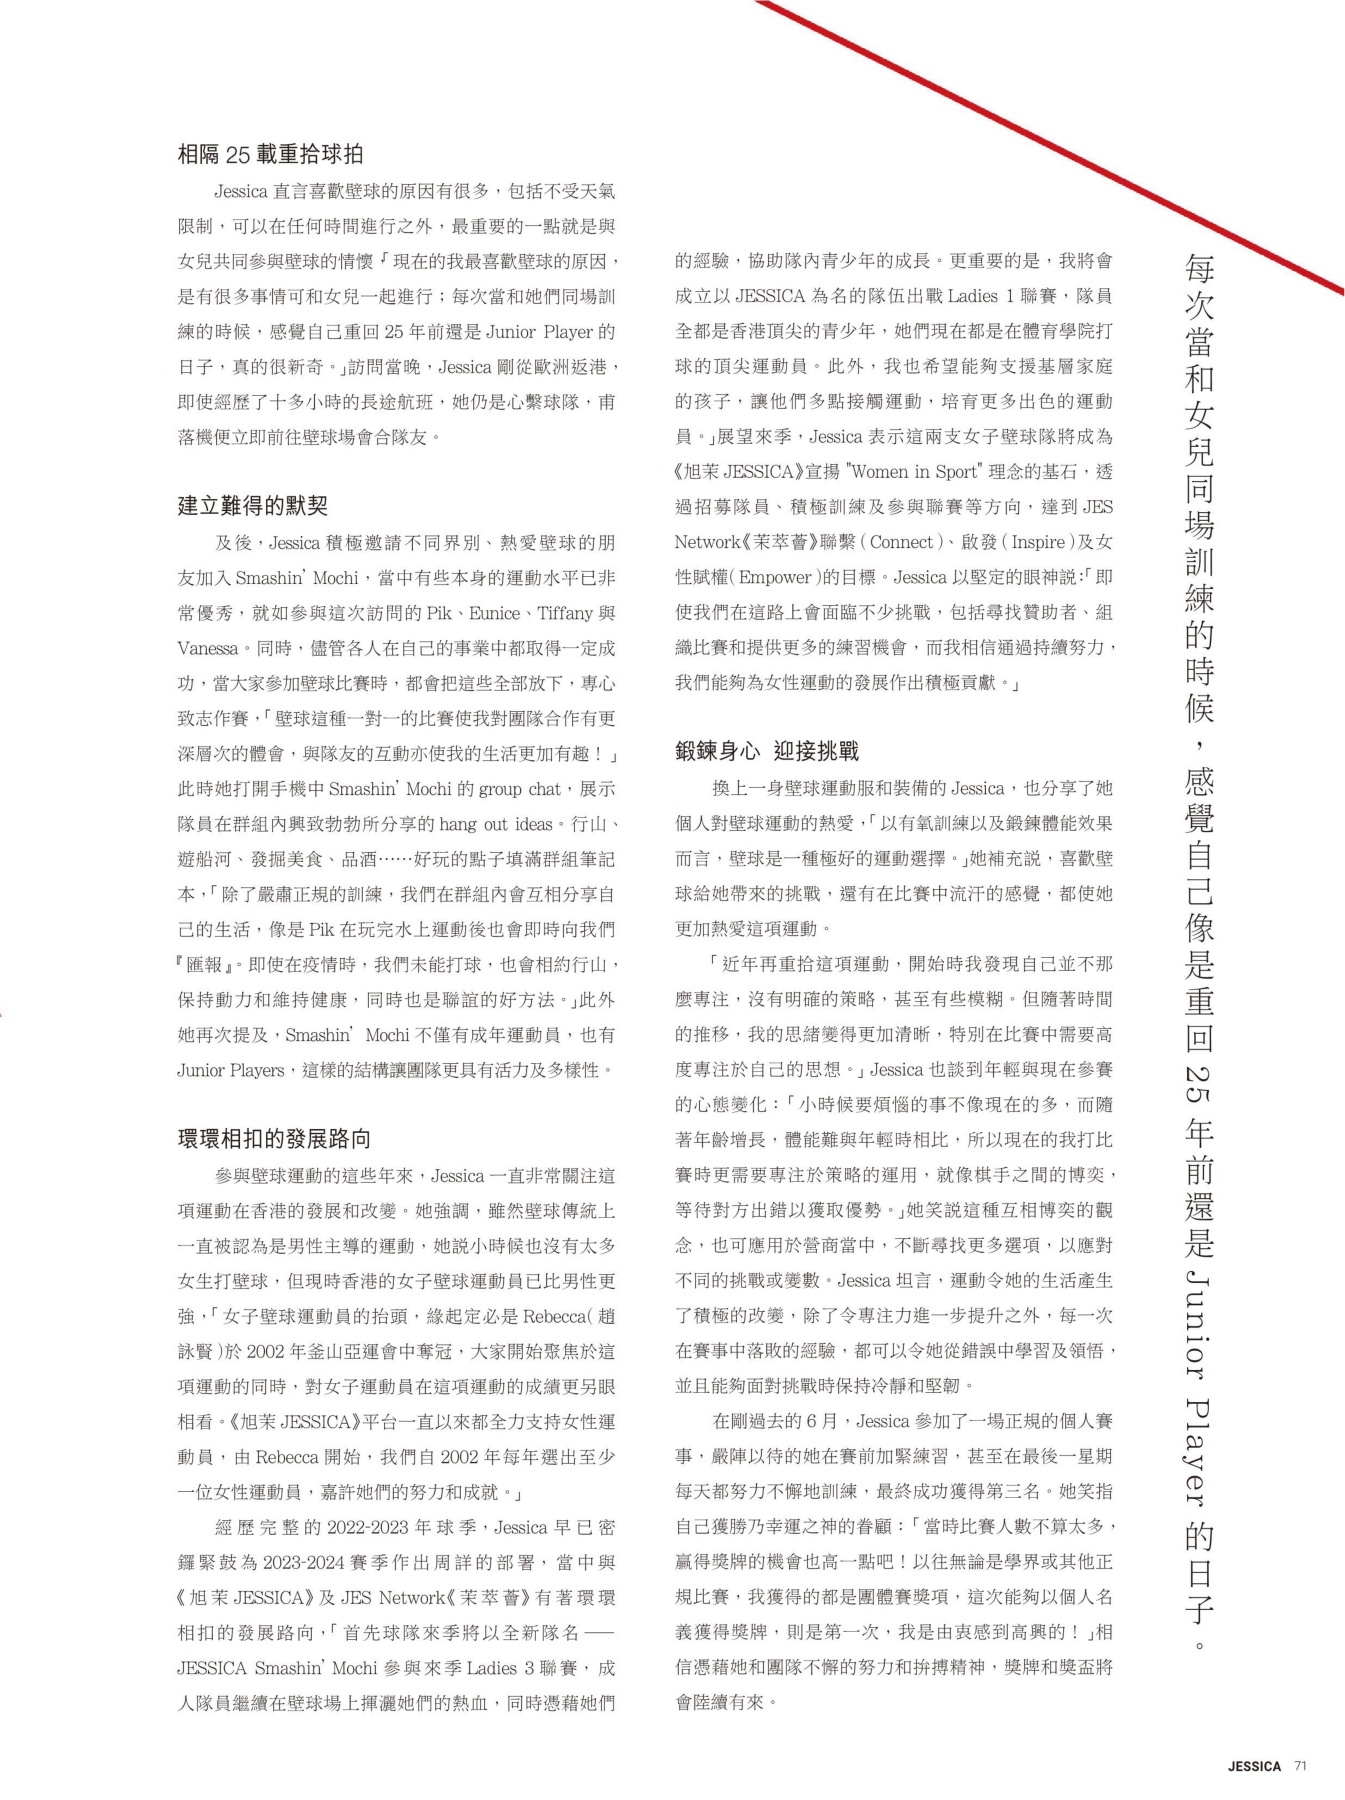 相隔 25 載重拾球拍
Jessica 直言喜歡壁球的原因有很多，包括不受天氣
限制，可以在任何時間進行之外，最重要的一點就是與
女兒共同參與壁球的情懷「現在的我最喜歡壁球的原因，
是有很多事情可和女兒一起進行；每次當和她們同場訓
練的時候，感覺自己重回 25 年前還是 Junior Player 的
日子，真的很新奇。」訪問當晚，Jessica 剛從歐洲返港，
即使經歷了十多小時的長途航班，她仍是心繫球隊，甫
落機便立即前往壁球場會合隊友。
建立難得的默契
及後，Jessica 積極邀請不同界別、熱愛壁球的朋
友加入 Smashin’ Mochi，當中有些本身的運動水平已非
常優秀，就如參與這次訪問的 Pik、Eunice、Tiffany 與
Vanessa。同時，儘管各人在自己的事業中都取得一定成
功，當大家參加壁球比賽時，都會把這些全部放下，專心
致志作賽，「壁球這種一對一的比賽使我對團隊合作有更
深層次的體會，與隊友的互動亦使我的生活更加有趣！」
此時她打開手機中 Smashin’ Mochi 的 group chat，展示
隊員在群組內興致勃勃所分享的 hang out ideas。行山、
遊船河、發掘美食、品酒……好玩的點子填滿群組筆記
本，「除了嚴肅正規的訓練，我們在群組內會互相分享自
己的生活，像是 Pik 在玩完水上運動後也會即時向我們
『匯報』。即使在疫情時，我們未能打球，也會相約行山，
保持動力和維持健康，同時也是聯誼的好方法。」此外
她再次提及，Smashin’ Mochi 不僅有成年運動員，也有
Junior Players，這樣的結構讓團隊更具有活力及多樣性。
環環相扣的發展路向
參與壁球運動的這些年來，Jessica 一直非常關注這
項運動在香港的發展和改變。她強調，雖然壁球傳統上
一直被認為是男性主導的運動，她說小時候也沒有太多
女生打壁球，但現時香港的女子壁球運動員已比男性更
強，「女子壁球運動員的抬頭，緣起定必是 Rebecca（趙
詠賢）於 2002 年釜山亞運會中奪冠，大家開始聚焦於這
項運動的同時，對女子運動員在這項運動的成績更另眼
相看。《旭茉 JESSICA》平台一直以來都全力支持女性運
動員，由 Rebecca 開始，我們自 2002 年每年選出至少
一位女性運動員，嘉許她們的努力和成就。」
經歷完整的 2022-2023 年球季，Jessica 早已密
鑼緊鼓為 2023-2024 賽季作出周詳的部署，當中與
《旭茉 JESSICA》及 JES Network《茉萃薈》有著環環
相扣的發展路向，「首先球隊來季將以全新隊名 ——
JESSICA Smashin’ Mochi 參與來季 Ladies 3 聯賽，成
人隊員繼續在壁球場上揮灑她們的熱血，同時憑藉她們
的經驗，協助隊內青少年的成長。更重要的是，我將會
成立以 JESSICA 為名的隊伍出戰 Ladies 1 聯賽，隊員
全都是香港頂尖的青少年，她們現在都是在體育學院打
球的頂尖運動員。此外，我也希望能夠支援基層家庭
的孩子，讓他們多點接觸運動，培育更多出色的運動
員。」展望來季，Jessica 表示這兩支女子壁球隊將成為
《旭茉 JESSICA》宣揚 "Women in Sport" 理念的基石，透
過招募隊員、積極訓練及參與聯賽等方向，達到 JES
Network《茉萃薈》聯繫（Connect）、啟發（Inspire）及女
性賦權（Empower）的目標。Jessica 以堅定的眼神說：「即
使我們在這路上會面臨不少挑戰，包括尋找贊助者、組
織比賽和提供更多的練習機會，而我相信通過持續努力，
我們能夠為女性運動的發展作出積極貢獻。」
鍛鍊身心 迎接挑戰
換上一身壁球運動服和裝備的 Jessica，也分享了她
個人對壁球運動的熱愛，「以有氧訓練以及鍛鍊體能效果
而言，壁球是一種極好的運動選擇。」她補充說，喜歡壁
球給她帶來的挑戰，還有在比賽中流汗的感覺，都使她
更加熱愛這項運動。
「近年再重拾這項運動，開始時我發現自己並不那
麼專注，沒有明確的策略，甚至有些模糊。但隨著時間
的推移，我的思緒變得更加清晰，特別在比賽中需要高
度專注於自己的思想。」Jessica 也談到年輕與現在參賽
的心態變化：「小時候要煩惱的事不像現在的多，而隨
著年齡增長，體能難與年輕時相比，所以現在的我打比
賽時更需要專注於策略的運用，就像棋手之間的博奕，
等待對方出錯以獲取優勢。」她笑說這種互相博奕的觀
念，也可應用於營商當中，不斷尋找更多選項，以應對
不同的挑戰或變數。Jessica 坦言，運動令她的生活產生
了積極的改變，除了令專注力進一步提升之外，每一次
在賽事中落敗的經驗，都可以令她從錯誤中學習及領悟，
並且能夠面對挑戰時保持冷靜和堅韌。
在剛過去的 6 月，Jessica 參加了一場正規的個人賽
事，嚴陣以待的她在賽前加緊練習，甚至在最後一星期
每天都努力不懈地訓練，最終成功獲得第三名。她笑指
自己獲勝乃幸運之神的眷顧：「當時比賽人數不算太多，
贏得獎牌的機會也高一點吧！以往無論是學界或其他正
規比賽，我獲得的都是團體賽獎項，這次能夠以個人名
義獲得獎牌，則是第一次，我是由衷感到高興的！」相
信憑藉她和團隊不懈的努力和拚搏精神，獎牌和獎盃將
會陸續有來。
每次當和女兒同場訓練的時候，感覺自己像是重回 25 年前還是 Junior Player 的日子。
JESSICA 71